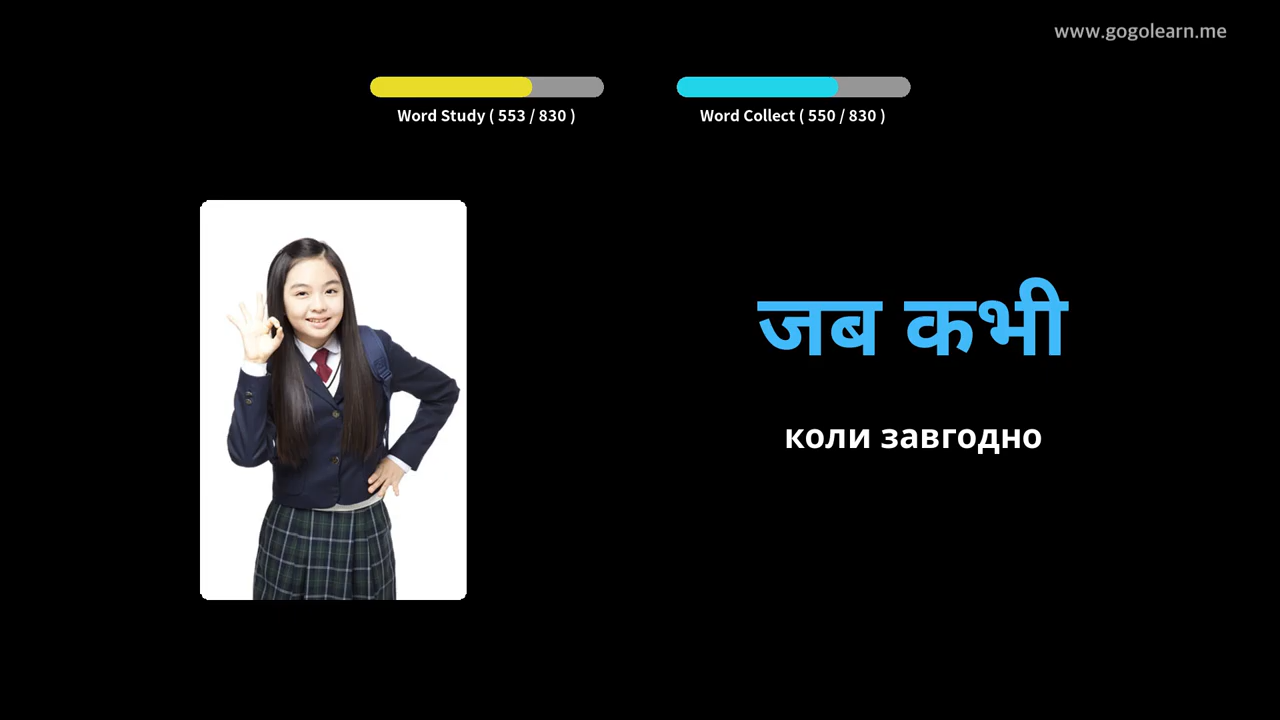 www.gogolearn.me
Word Study ( 553 / 830 )
Word Collect ( 550 / 830 )
जब कभी
коли завгодно